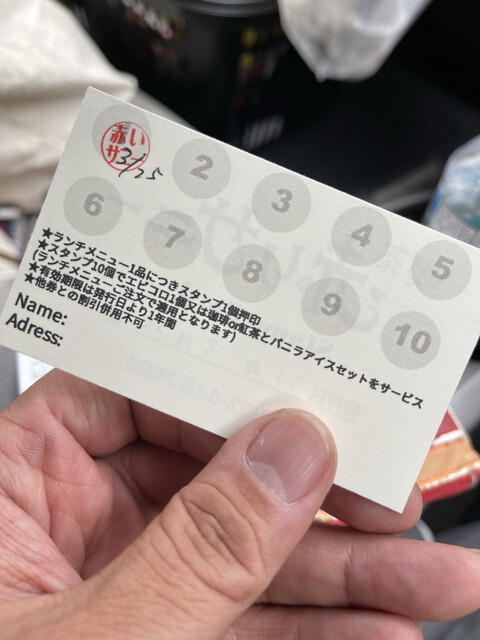 赤い
サ
3/25
2 3 4 5
6 7 8 9 10
★ランチメニュー1品につきスタンプ1個押印
★スタンプ10個でエビコロ1個又は珈琲or紅茶とバニラアイスセットをサービス
(ランチメニューご注文で適用となります)
★有効期限は発行日より1年間
★他券との割引併用不可
Name:
Adress: